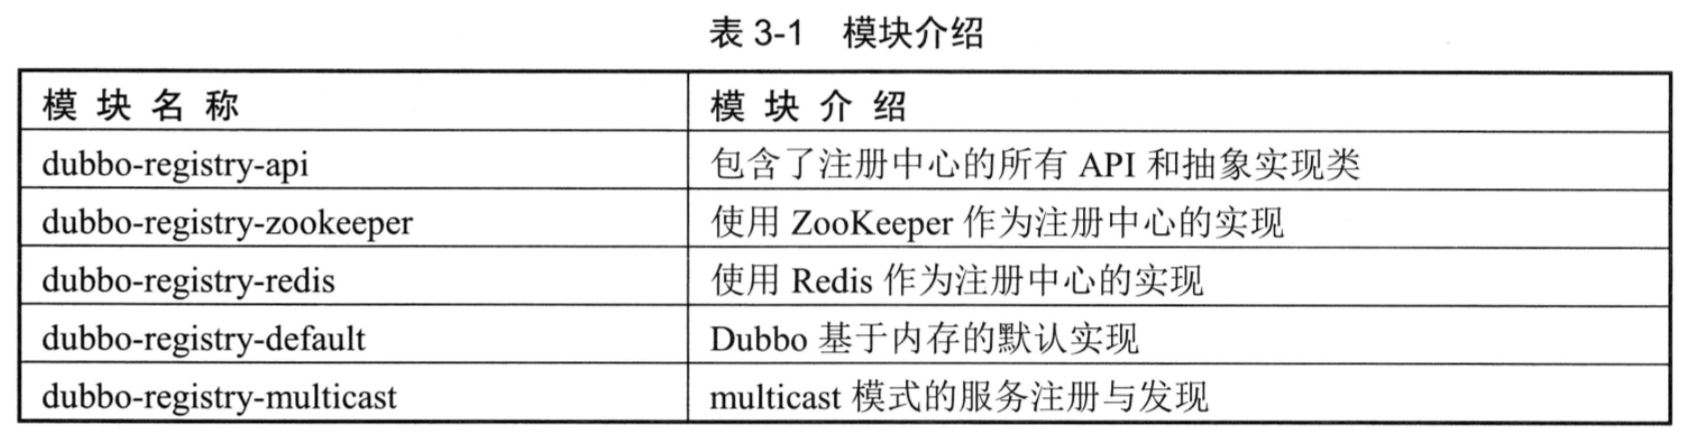 表 3-1 模块介绍
模 块 名 称 模 块 介 绍
dubbo-registry-api 包含了注册中心的所有 API 和抽象实现类
dubbo-registry-zookeeper 使用 ZooKeeper 作为注册中心的实现
dubbo-registry-redis 使用 Redis 作为注册中心的实现
dubbo-registry-default Dubbo 基于内存的默认实现
dubbo-registry-multicast multicast 模式的服务注册与发现